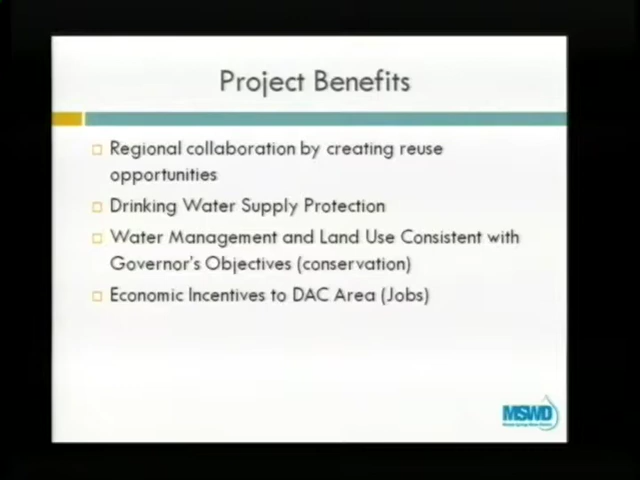 Project Benefits
Regional collaboration by creating reuse
opportunities
Drinking Water Supply Protection
Water Management and Land Use Consistent with
Governor's Objectives (conservation)
Economic Incentives to DAC Area (Jobs)
MSWD